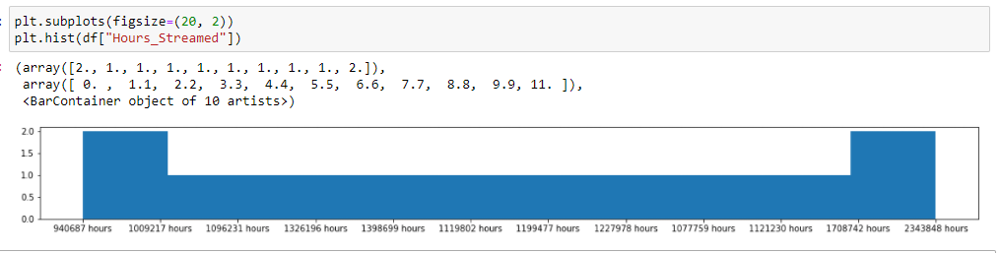 plt.subplots(figsize=(20, 2))
plt.hist(df["Hours_Streamed"])
(array([2., 1., 1., 1., 1., 1., 1., 1., 1., 2.]),
array([ 0. ,  1.1,  2.2,  3.3,  4.4,  5.5,  6.6,  7.7,  8.8,  9.9, 11. ]),
<BarContainer object of 10 artists>)
2.0
1.5
1.0
0.5
0.0
940687 hours 1009217 hours 1096231 hours 1326196 hours 1398699 hours 1119802 hours 1199477 hours 1227978 hours 1077759 hours 1121230 hours 1708742 hours 2343848 hours